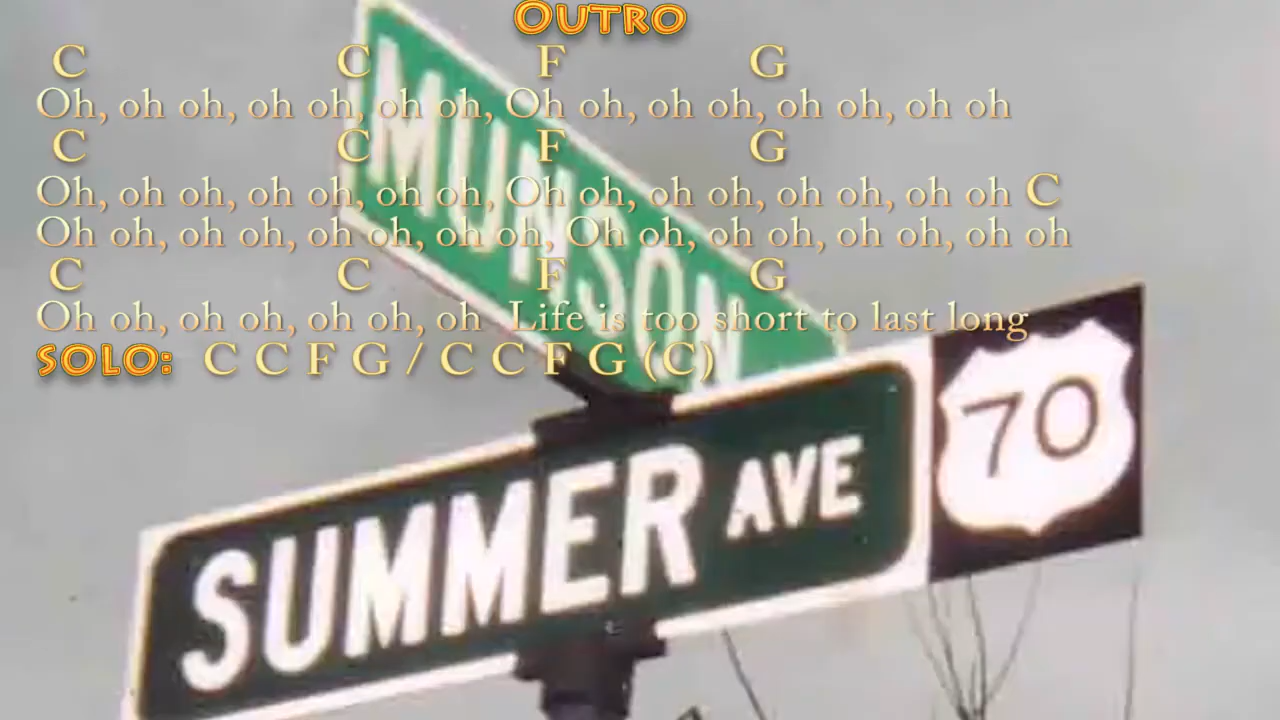 OUTRO
C C F G
Oh, oh oh, oh oh, oh oh, Oh oh, oh oh, oh oh, oh oh
C C F G
Oh, oh oh, oh oh, oh oh, Oh oh, oh oh, oh oh, oh oh C
Oh oh, oh oh, oh oh, oh oh, Oh oh, oh oh, oh oh, oh oh
C C F G
Oh oh, oh oh, oh oh, oh Life is too short to last long
SOLO: C C F G / C C F G (C)
MUNSON
SUMMER AVE
70